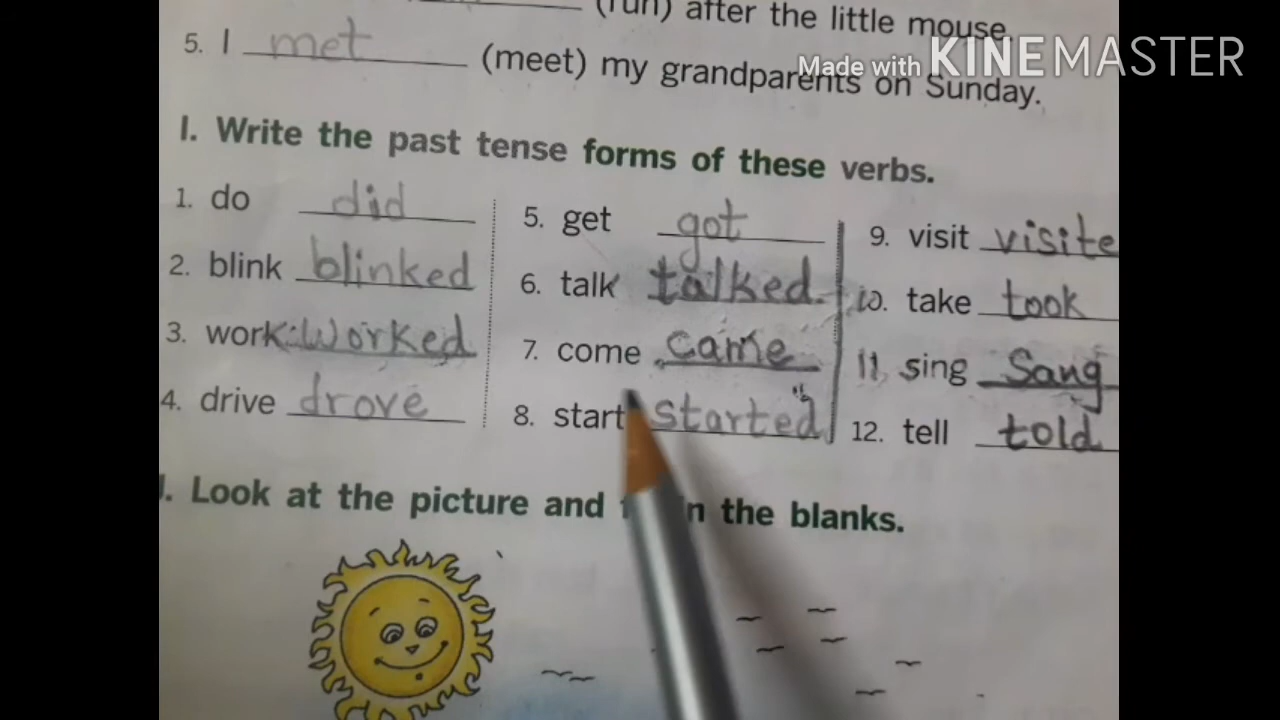 (run) after the little mouse.
5. I met (meet) my grandparents on Sunday.
Made with KINEMASTER
I. Write the past tense forms of these verbs.
1. do did
2. blink blinked
3. work worked
4. drive drove
5. get got
6. talk talked
7. come came
8. start started
9. visit visite
10. take took
11. sing Sang
12. tell told
. Look at the picture and in the blanks.